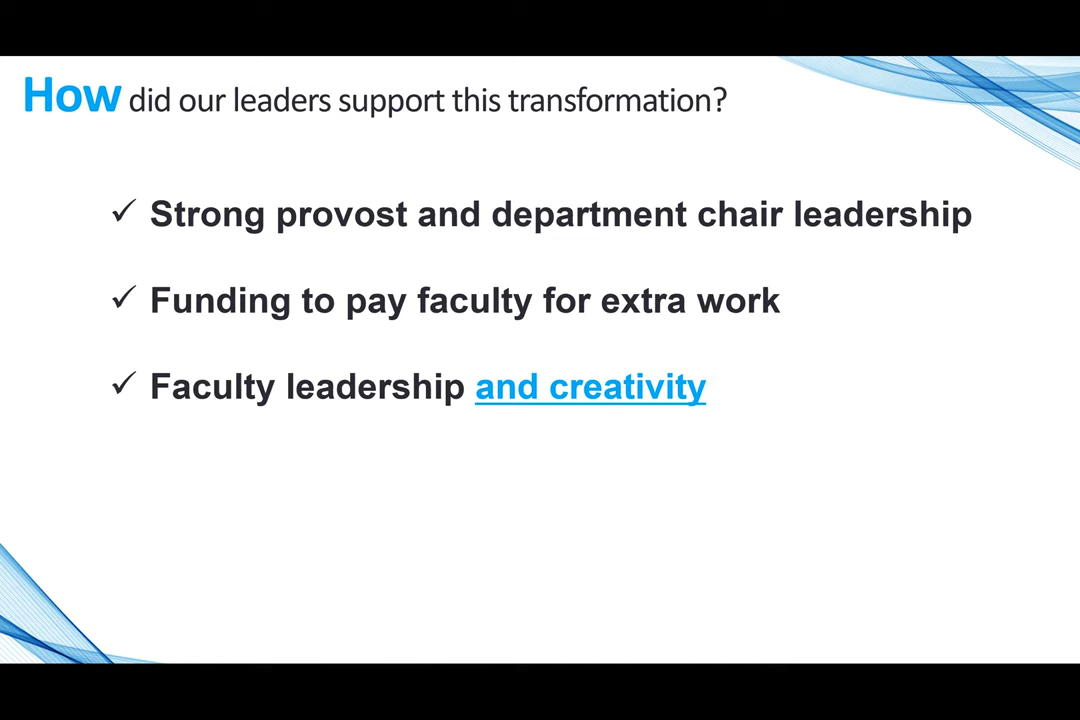 How did our leaders support this transformation?
✓ Strong provost and department chair leadership
✓ Funding to pay faculty for extra work
✓ Faculty leadership and creativity